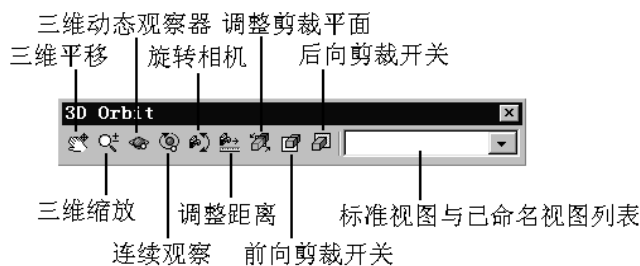 三维动态观察器 调整剪裁平面
三维平移 旋转相机 后向剪裁开关
3D Orbit
三维缩放 调整距离 标准视图与已命名视图列表
连续观察 前向剪裁开关